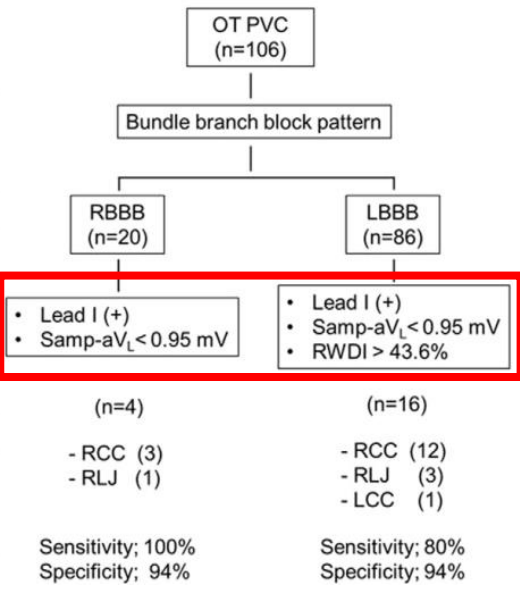 OT PVC
(n=106)
Bundle branch block pattern
RBBB
(n=20)
LBBB
(n=86)
• Lead I (+)
• Samp-aVL< 0.95 mV
• Lead I (+)
• Samp-aVL< 0.95 mV
• RWDI > 43.6%
(n=4)
(n=16)
- RCC (3)
- RLJ (1)
- RCC (12)
- RLJ (3)
- LCC (1)
Sensitivity; 100%
Specificity; 94%
Sensitivity; 80%
Specificity; 94%